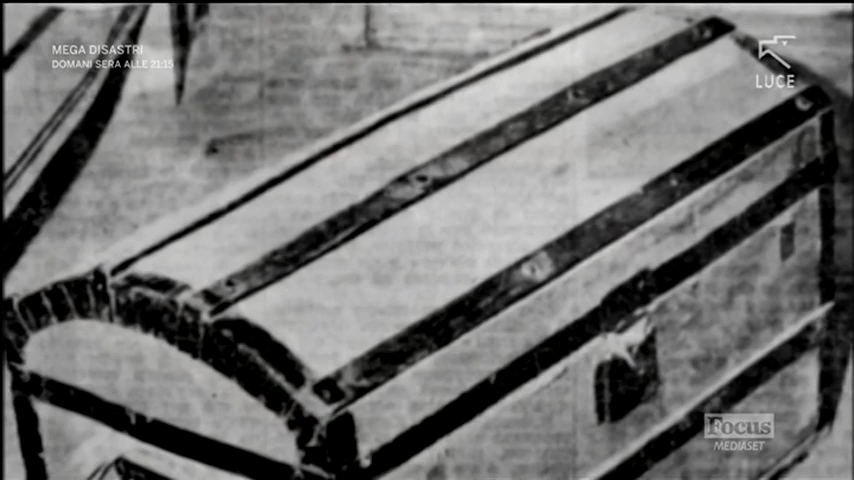 MEGA DISASTRI
DOMANI SERA ALLE 21:15
LUCE
Focus
MEDIASET